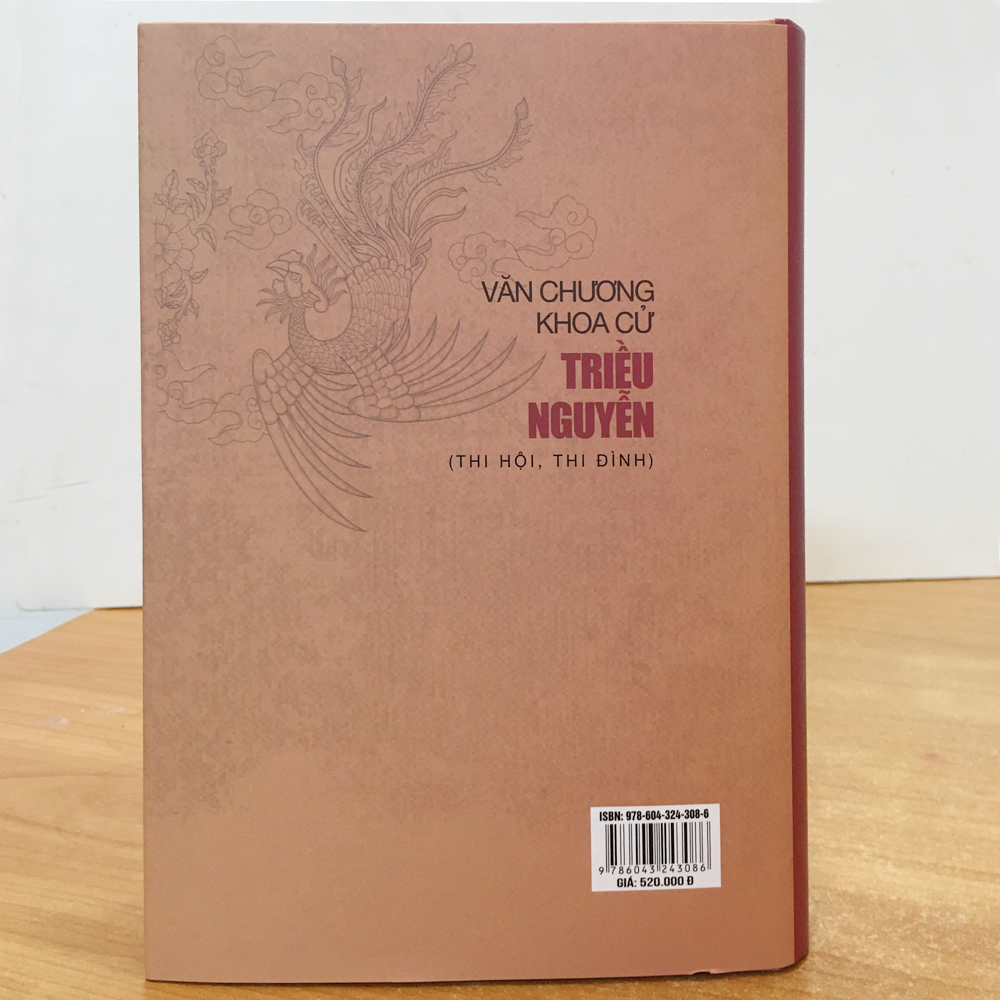 VĂN CHƯƠNG
KHOA CỬ
TRIỀU
NGUYỄN
(THI HỘI, THI ĐÌNH)
ISBN: 978-604-324-308-6
9 786043 243086
GIÁ: 520.000 Đ